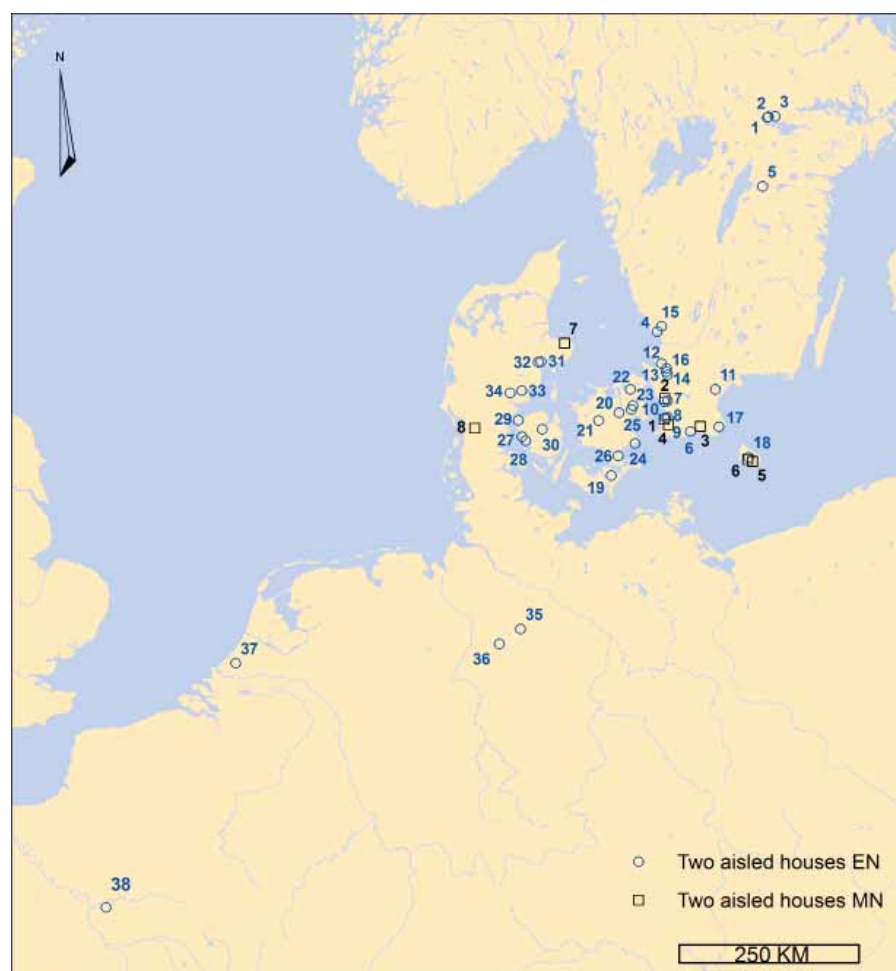 N
2 3
1
5
15
4
7
12 16
32 31
13 14
22 2 11
34 33
23 7
20 10 8
29 25 1 17
8 21 9 3
27 30 4 6
28 24 18
26 6 5
19
35
36
37
38
Two aisled houses EN
Two aisled houses MN
250 KM